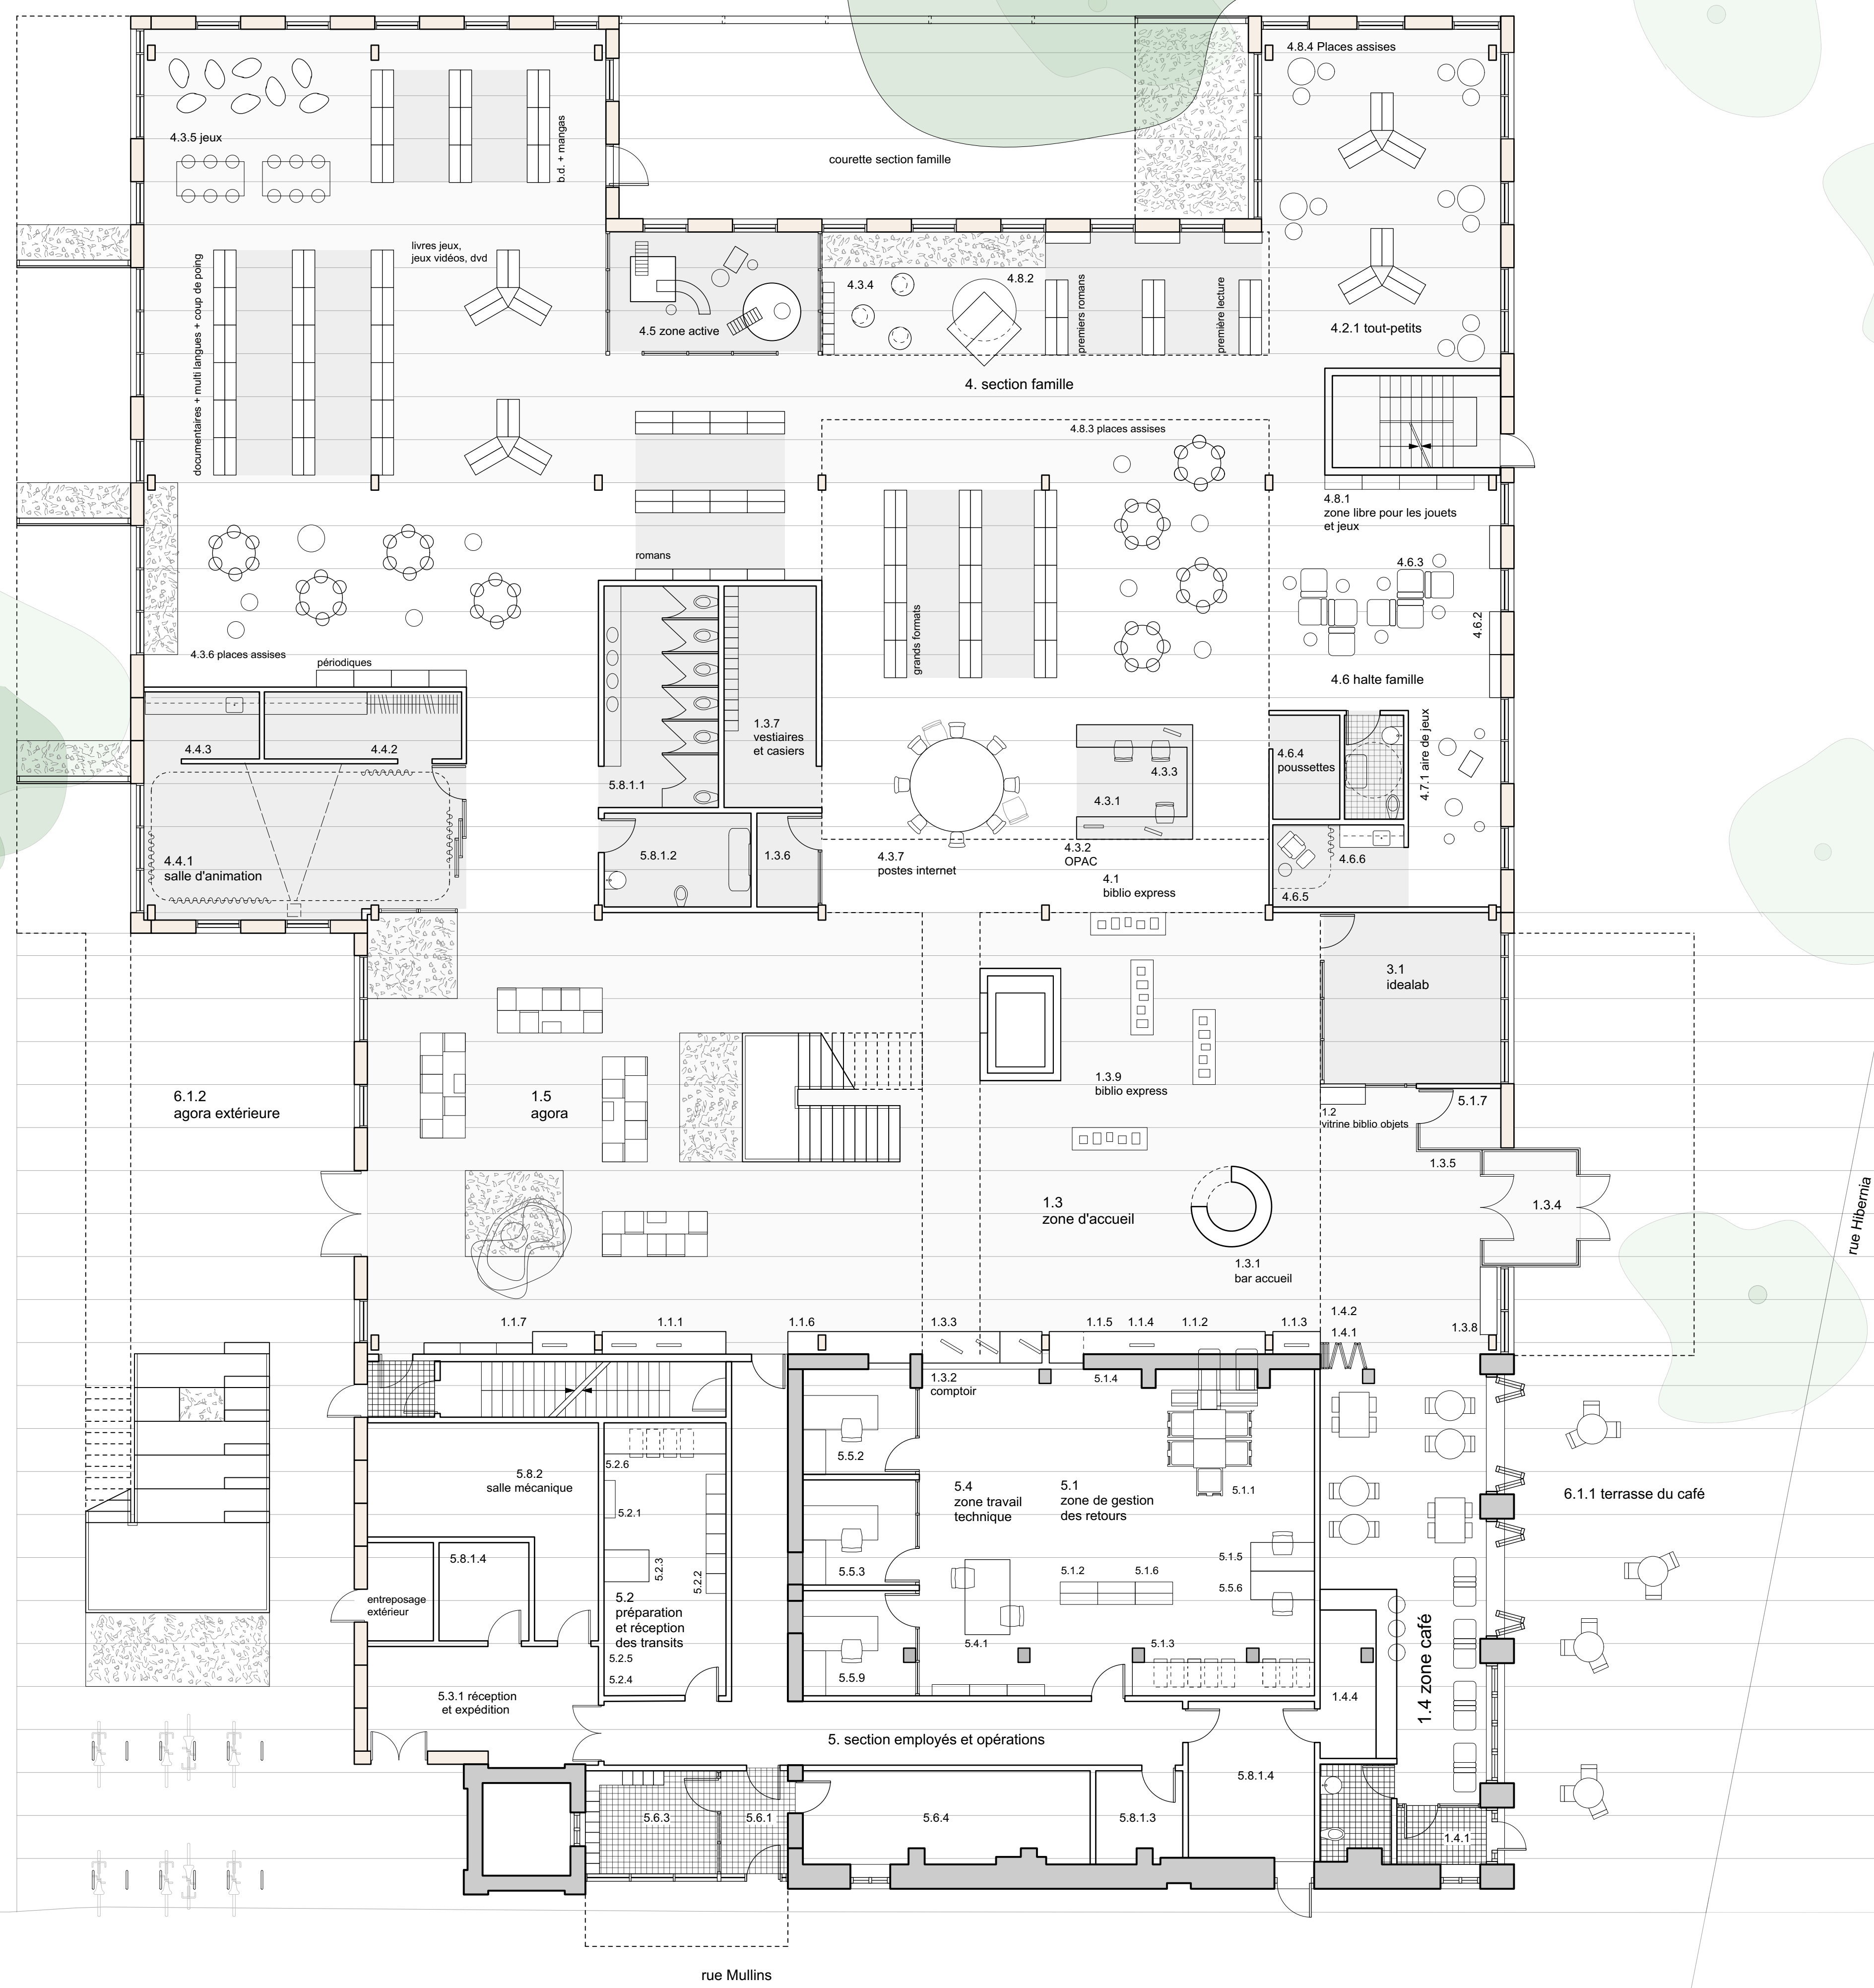 4.8.4 Places assises
4.3.5 jeux
b.d. + mangas
courette section famille
livres jeux,
jeux vidéos, dvd
documentaires + multi langues + coup de poing
4.5 zone active
4.3.4
4.8.2
premiers romans
première lecture
4.2.1 tout-petits
4. section famille
4.8.3 places assises
4.8.1
zone libre pour les jouets
et jeux
romans
grands formats
4.6.3
4.6.2
4.3.6 places assises
périodiques
4.6 halte famille
4.4.3
4.4.2
1.3.7
vestiaires
et casiers
5.8.1.1
4.3.3
4.3.1
4.6.4
poussettes
4.7.1 aire de jeux
4.4.1
salle d'animation
5.8.1.2
1.3.6
4.3.7
postes internet
4.3.2
OPAC
4.1
biblio express
4.6.6
4.6.5
3.1
idealab
6.1.2
agora extérieure
1.5
agora
1.3.9
biblio express
1.2
vitrine biblio objets
5.1.7
1.3.5
1.3.4
1.3
zone d'accueil
1.3.1
bar accueil
rue Hibernia
1.1.7
1.1.1
1.1.6
1.3.3
1.1.5
1.1.4
1.1.2
1.1.3
1.4.2
1.4.1
1.3.8
1.3.2
comptoir
5.1.4
5.8.2
salle mécanique
5.2.6
5.2.1
5.2.3
5.2.2
5.5.2
5.4
zone travail
technique
5.1
zone de gestion
des retours
5.1.1
6.1.1 terrasse du café
5.8.1.4
entreposage
extérieur
5.2
préparation
et réception
des transits
5.2.5
5.2.4
5.5.3
5.1.2
5.1.6
5.1.5
5.5.6
5.4.1
5.1.3
5.5.9
1.4.4
1.4 zone café
5.3.1 réception
et expédition
5. section employés et opérations
5.8.1.4
5.6.3
5.6.1
5.6.4
5.8.1.3
1.4.1
rue Mullins